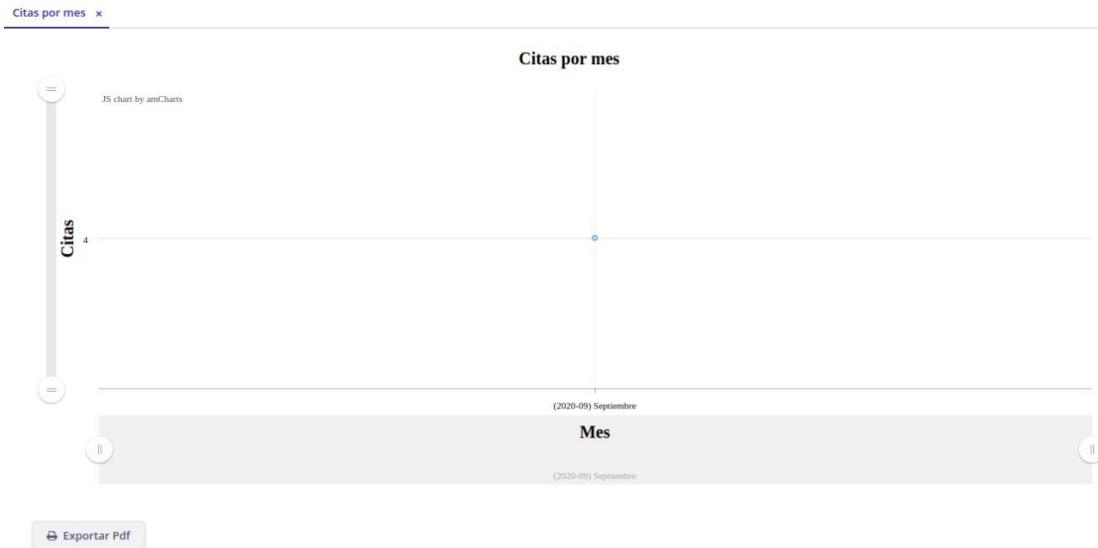 Citas por mes ×
Citas por mes
JS chart by amCharts
Citas
4
(2020-09) Septiembre
Mes
(2020-09) Septiembre
Exportar Pdf